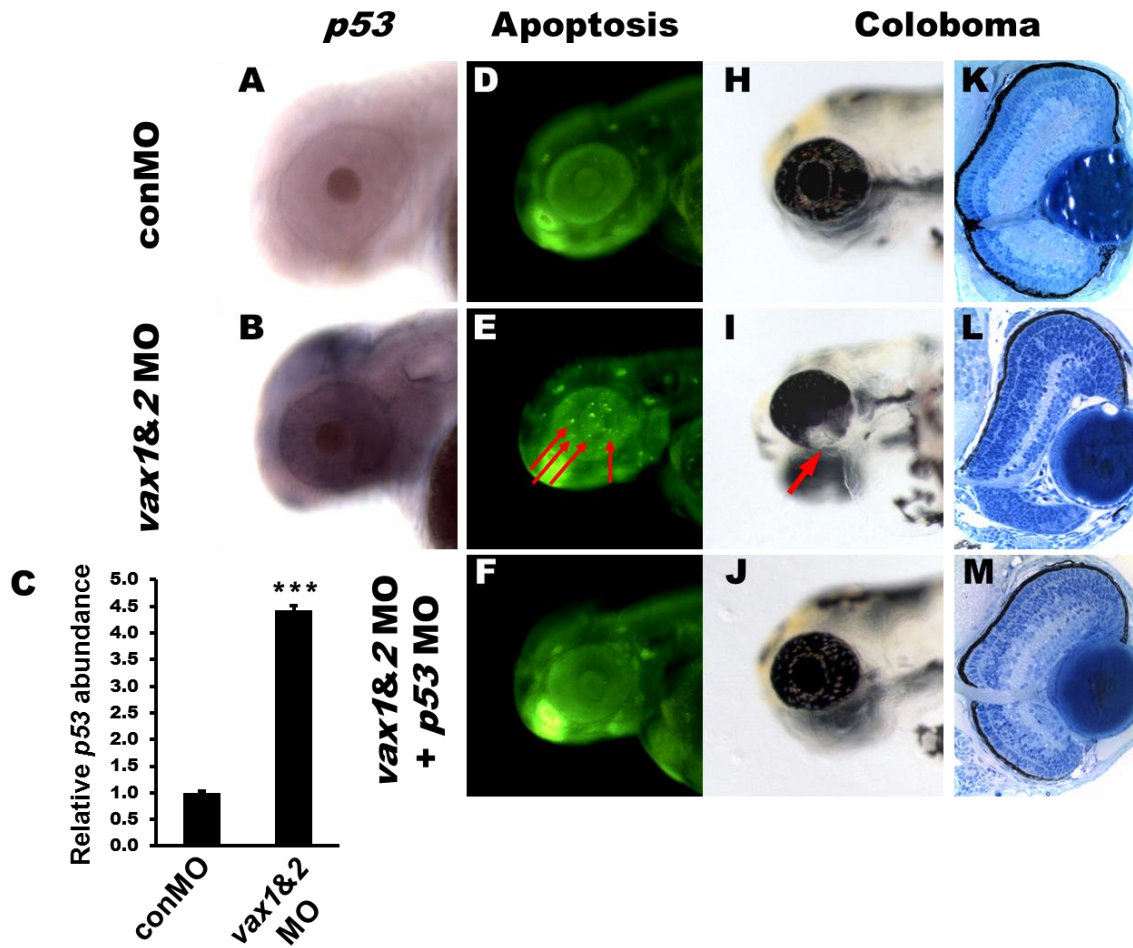 p53 Apoptosis Coloboma
conMO
A
D
H
K
vax1&2 MO
B
E
I
L
vax1&2 MO
+ p53 MO
F
J
M
C
Relative p53 abundance
5.0
4.5
4.0
3.5
3.0
2.5
2.0
1.5
1.0
0.5
0.0
***
conMO
vax1&2
MO